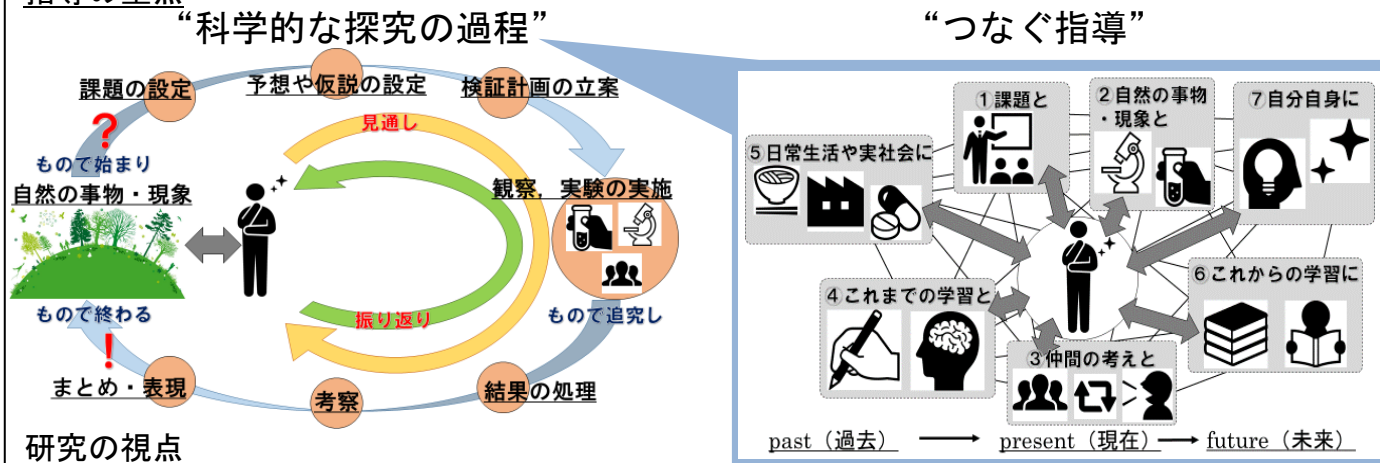 指導の重点
“科学的な探究の過程”
“つなぐ指導”
課題の設定
予想や仮説の設定
検証計画の立案
?
もので始まり
自然の事物・現象
見通し
観察，実験の実施
振り返り
もので追究し
もので終わる
!
まとめ・表現
考察
結果の処理
①課題と
②自然の事物
・現象と
⑦自分自身に
⑤日常生活や実社会に
④これまでの学習と
⑥これからの学習に
③仲間の考えと
past（過去）
present（現在）
future（未来）
研究の視点